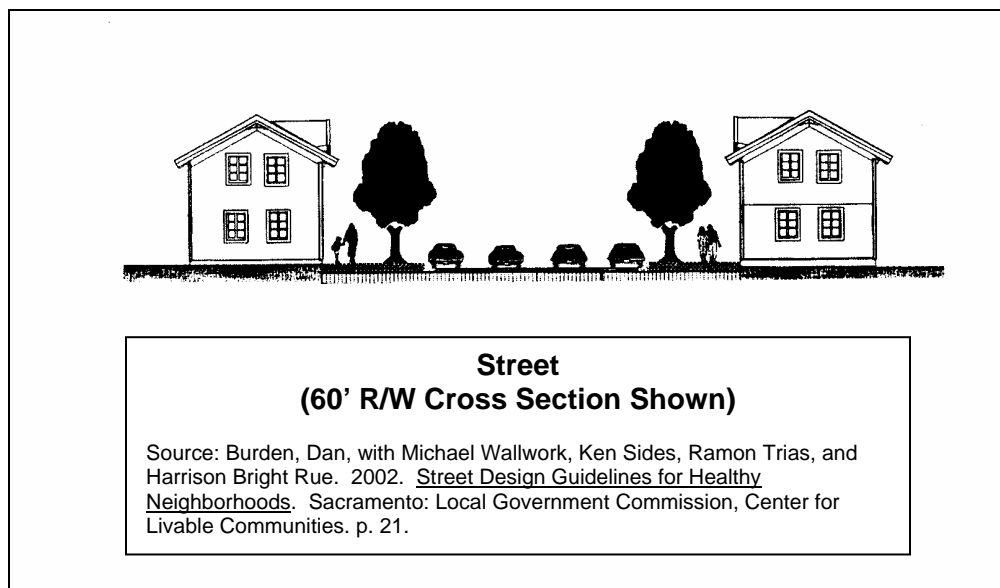 Street
(60’ R/W Cross Section Shown)
Source: Burden, Dan, with Michael Wallwork, Ken Sides, Ramon Trias, and
Harrison Bright Rue.  2002.  Street Design Guidelines for Healthy
Neighborhoods.  Sacramento: Local Government Commission, Center for
Livable Communities. p. 21.